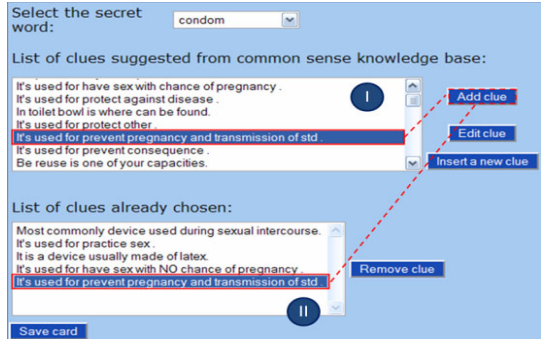 Select the secret
word:
condom
List of clues suggested from common sense knowledge base:
It's used for have sex with chance of pregnancy .
It's used for protect against disease .
In toilet bowl is where can be found.
It's used for protect other .
It's used for prevent pregnancy and transmission of std .
It's used for prevent consequence .
Be reuse is one of your capacities.
I
Add clue
Edit clue
Insert a new clue
List of clues already chosen:
Most commonly device used during sexual intercourse.
It's used for practice sex .
It is a device usually made of latex.
It's used for have sex with NO chance of pregnancy .
It's used for prevent pregnancy and transmission of std .
Remove clue
II
Save card